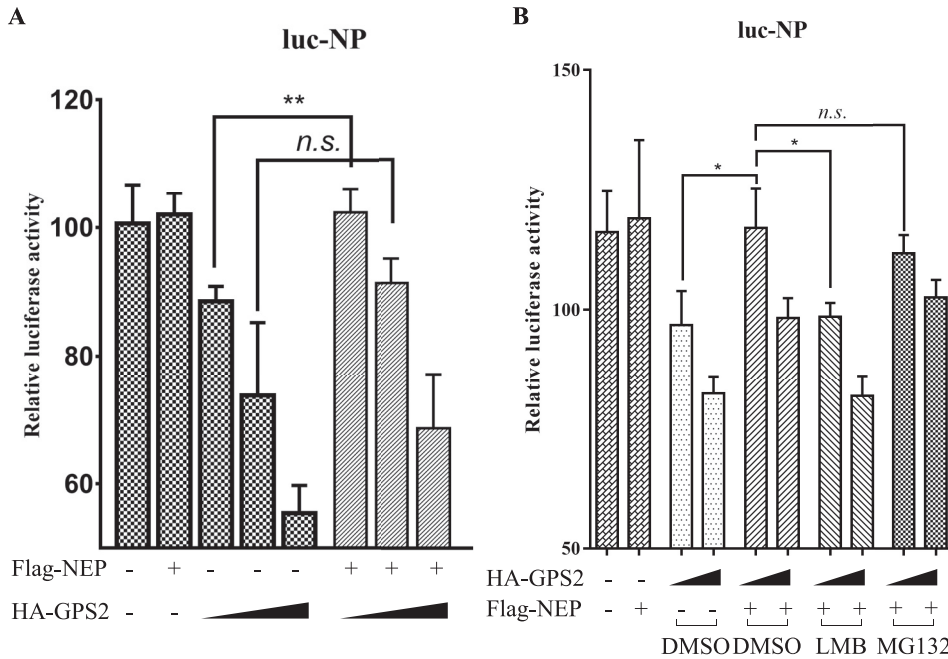 A
luc-NP
Relative luciferase activity
120
100
80
60
**
n.s.
Flag-NEP - + - - - + + +
HA-GPS2 - -
B
luc-NP
Relative luciferase activity
150
100
50
*
*
n.s.
HA-GPS2 - -
Flag-NEP - + - - + + + + + +
DMSO DMSO LMB MG132